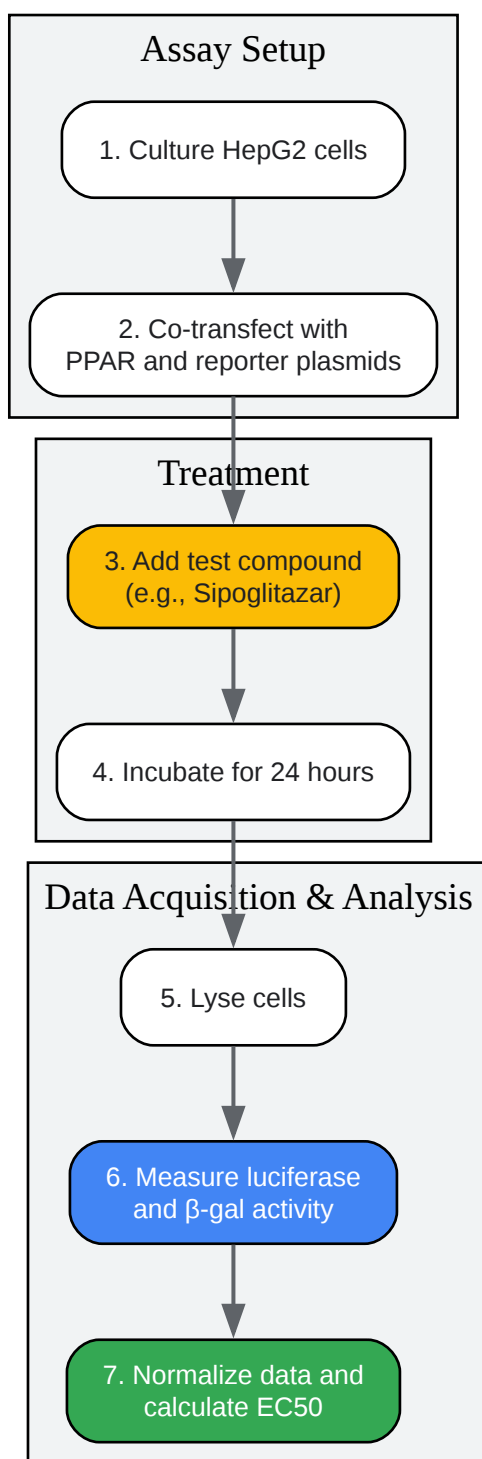 Assay Setup
1. Culture HepG2 cells
2. Co-transfect with
PPAR and reporter plasmids
Treatment
3. Add test compound
(e.g., Sipoglitazar)
4. Incubate for 24 hours
Data Acquisition & Analysis
5. Lyse cells
6. Measure luciferase
and β-gal activity
7. Normalize data and
calculate EC50